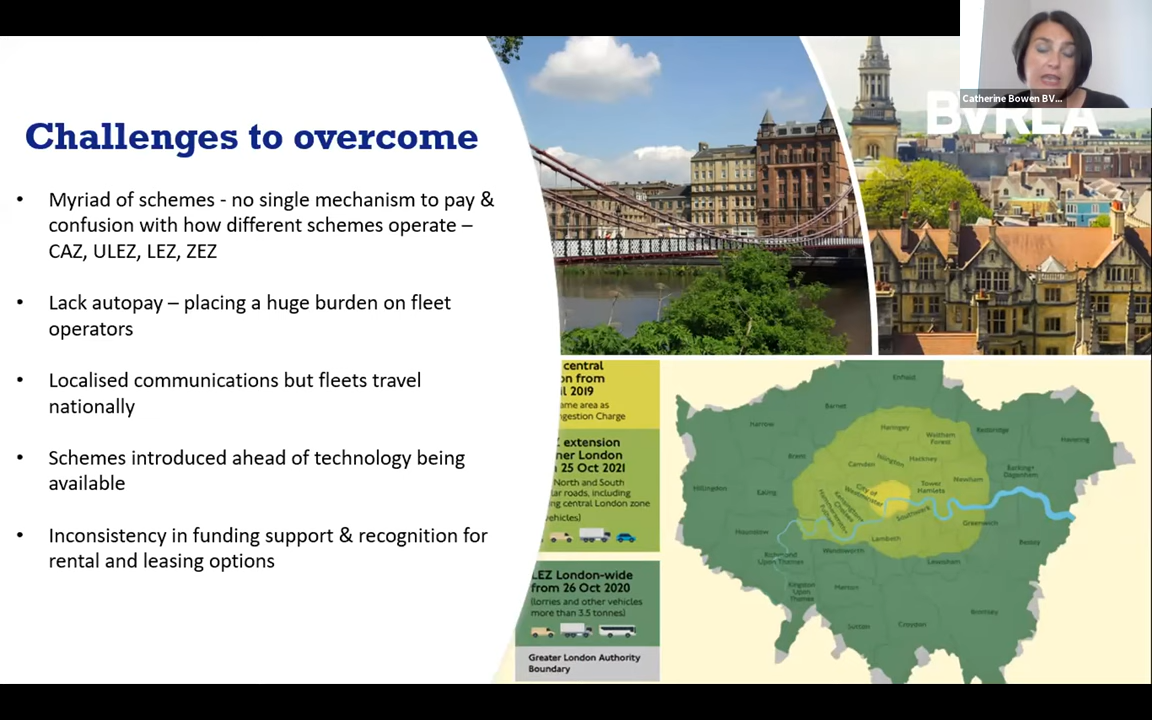 Catherine Bowen BV...
BVRLA
Challenges to overcome
• Myriad of schemes - no single mechanism to pay &
confusion with how different schemes operate –
CAZ, ULEZ, LEZ, ZEZ
• Lack autopay – placing a huge burden on fleet
operators
• Localised communications but fleets travel
nationally
• Schemes introduced ahead of technology being
available
• Inconsistency in funding support & recognition for
rental and leasing options
central
on from
2019
ame area as
ngestion Charge
extension
ner London
25 Oct 2021
North and South
ar roads, including
ng central London zone
vehicles)
LEZ London-wide
from 26 Oct 2020
(lorries and other vehicles
more than 3.5 tonnes)
Greater London Authority
Boundary
Enfield
Barnet
Harrow
Haringey
Waltham
Forest
Redbridge
Havering
Brent
Camden
Islington
Hackney
Barking+
Dagenham
Hillingdon
Ealing
City of
Westminster
Tower
Hamlets
Newham
Kensington
Chelsea
Hounslow
Southwark
Greenwich
Lambeth
Bexley
Richmond
Upon Thames
Wandsworth
Lewisham
Kingston
Upon
Thames
Merton
Bromley
Sutton
Croydon